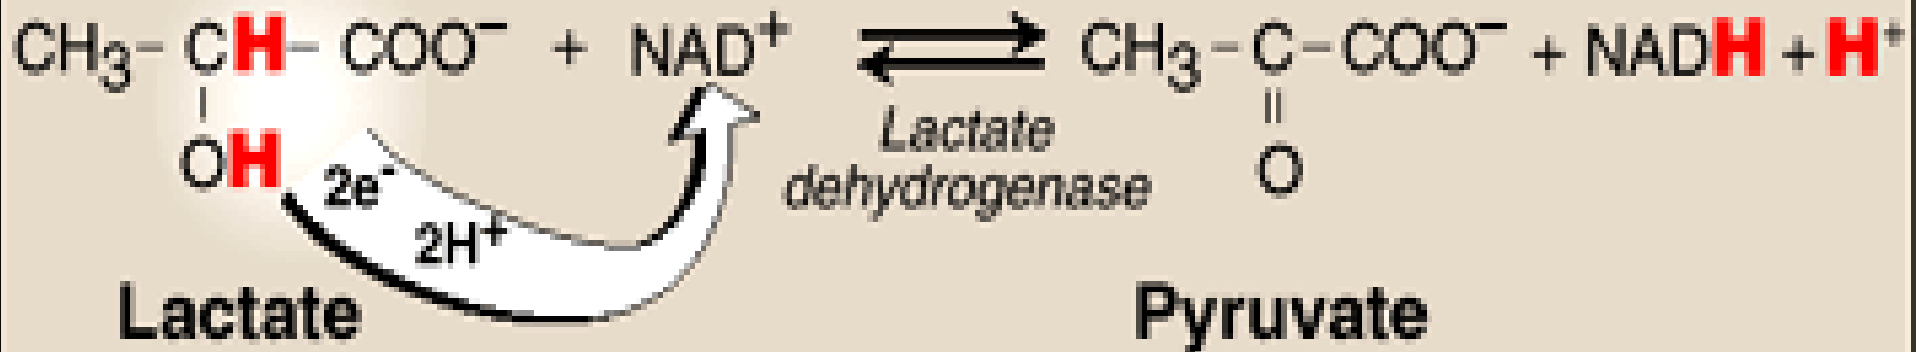 CH₃– CH– COO⁻ + NAD⁺ ⇌ CH₃–C–COO⁻ + NADH + H⁺
OH
O
Lactate
dehydrogenase
2e⁻
2H⁺
Lactate
Pyruvate